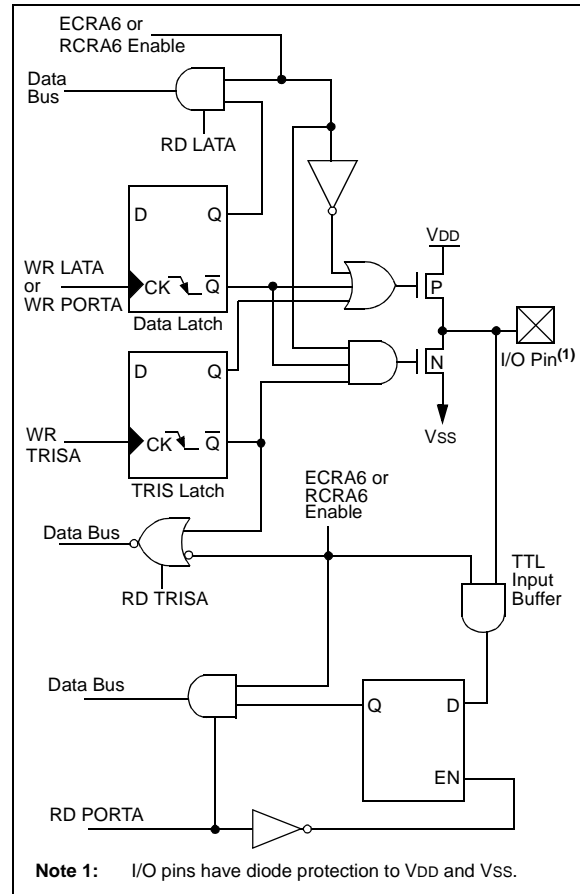 ECRA6 or
RCRA6 Enable
Data
Bus
RD LATA
D
Q
VDD
WR LATA
or
WR PORTA
CK
Q
P
Data Latch
I/O Pin(1)
D
Q
N
WR
TRISA
CK
Q
VSS
TRIS Latch
ECRA6 or
RCRA6
Enable
Data Bus
TTL
Input
Buffer
RD TRISA
Data Bus
Q
D
EN
RD PORTA
Note 1: I/O pins have diode protection to VDD and VSS.